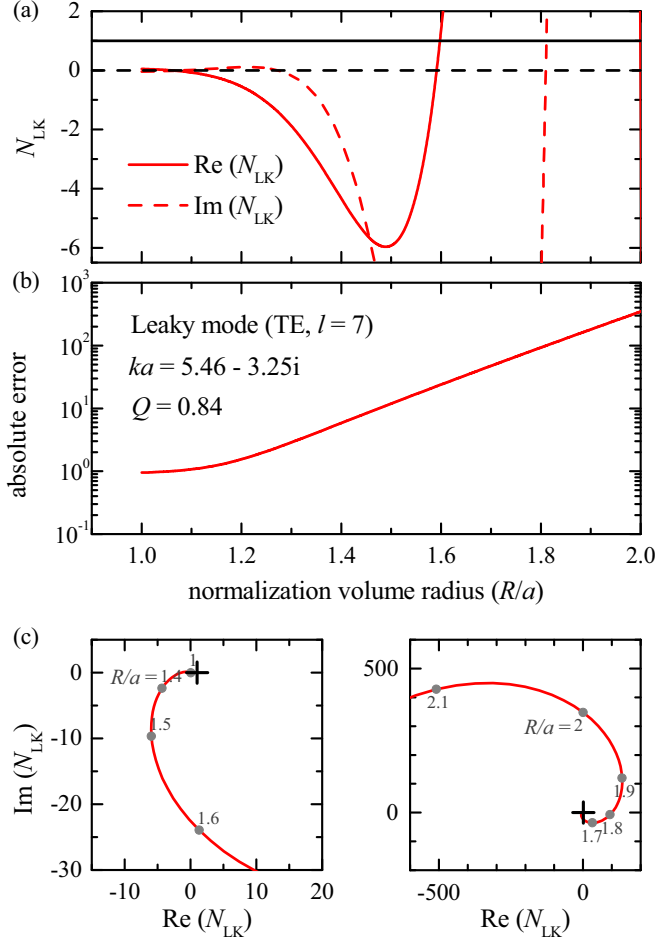 (a)
2
0
-2
-4
-6
N_LK
Re (N_LK)
Im (N_LK)
(b)
10^3
10^2
10^1
10^0
10^-1
absolute error
Leaky mode (TE, l = 7)
ka = 5.46 - 3.25i
Q = 0.84
1.0 1.2 1.4 1.6 1.8 2.0
normalization volume radius (R/a)
(c)
0
-10
-20
-30
Im (N_LK)
1
R/a = 1.4
1.5
1.6
-10 0 10 20
Re (N_LK)
500
0
2.1
R/a = 2
1.9
1.8
1.7
-500 0
Re (N_LK)